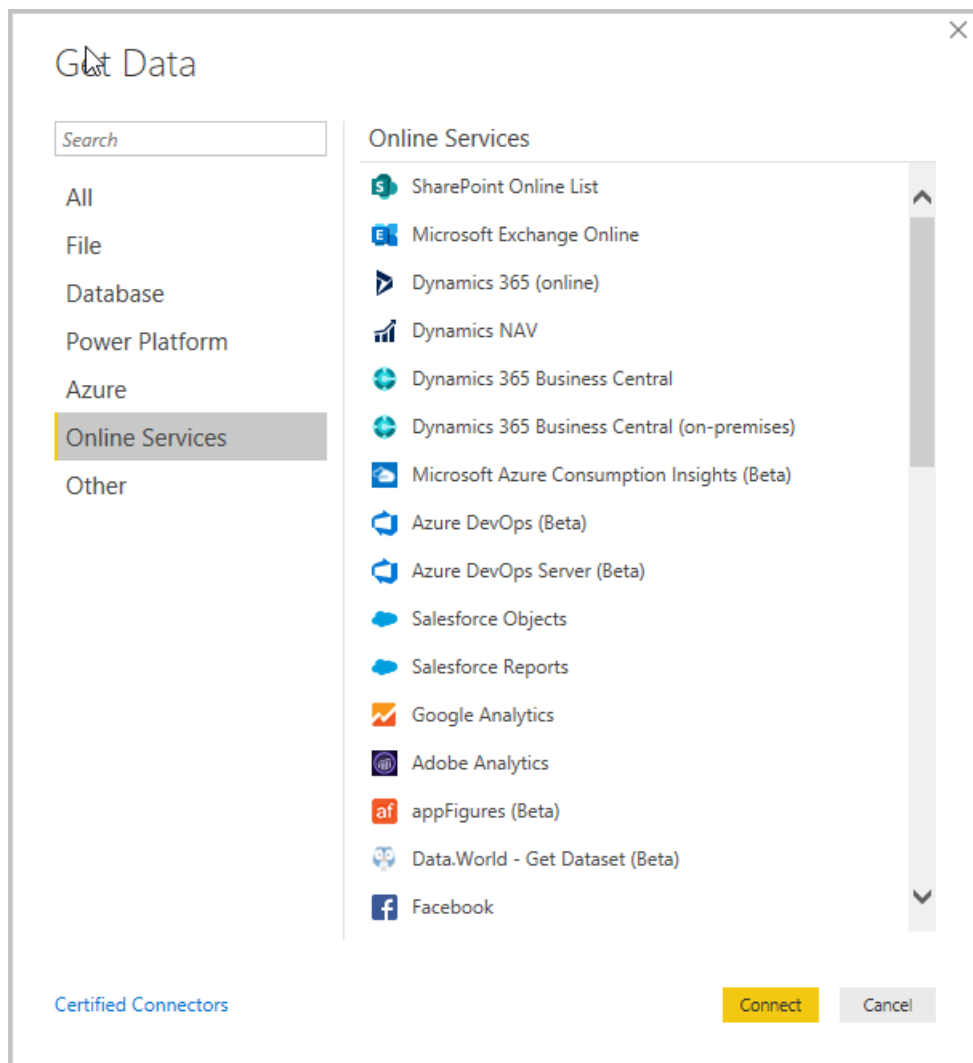 Get Data
Search
All
File
Database
Power Platform
Azure
Online Services
Other
Online Services
SharePoint Online List
Microsoft Exchange Online
Dynamics 365 (online)
Dynamics NAV
Dynamics 365 Business Central
Dynamics 365 Business Central (on-premises)
Microsoft Azure Consumption Insights (Beta)
Azure DevOps (Beta)
Azure DevOps Server (Beta)
Salesforce Objects
Salesforce Reports
Google Analytics
Adobe Analytics
af appFigures (Beta)
Data.World - Get Dataset (Beta)
Facebook
Certified Connectors
Connect
Cancel